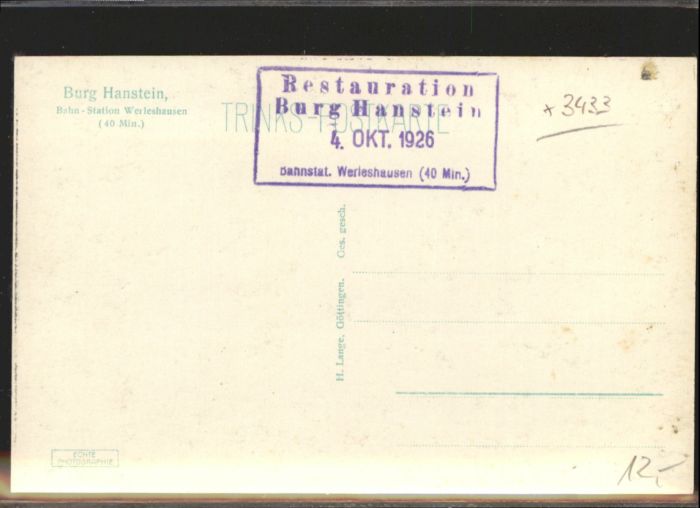 Burg Hanstein,
Bahn-Station Werleshausen
(40 Min.)
TRINKS-POSTKARTE
Restauration
Burg Hanstein
4. OKT. 1926
Bahnstat. Werleshausen (40 Min.)
* 3433
H. Lange, Göttingen. Ges. gesch.
ECHTE
PHOTOGRAPHIE
12,-